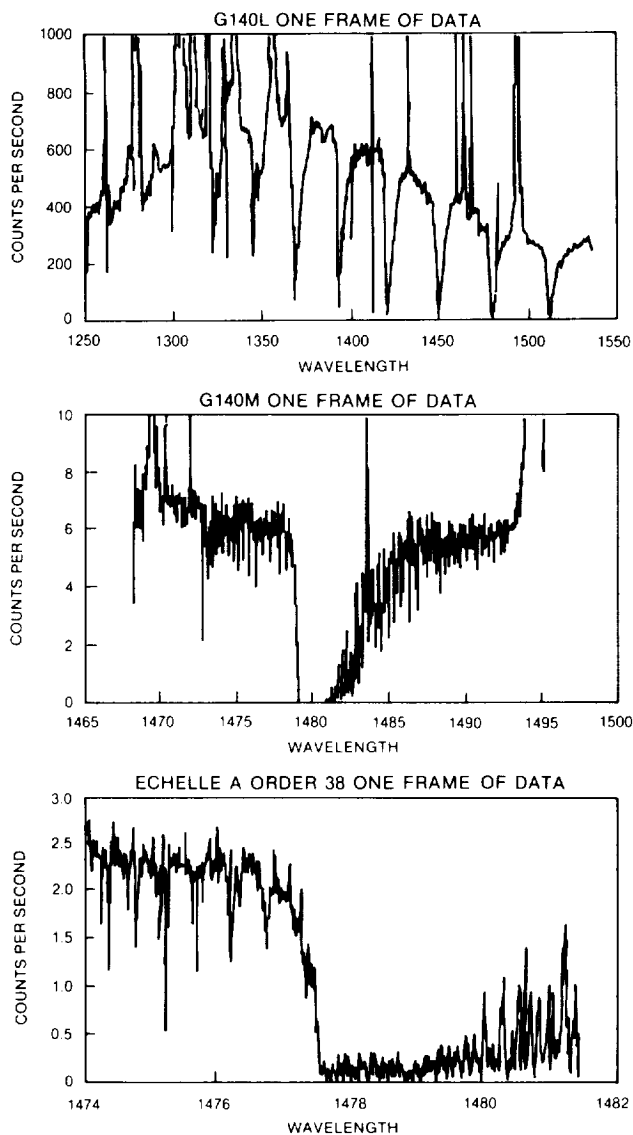 G140L ONE FRAME OF DATA
1000
800
600
400
200
0
COUNTS PER SECOND
1250 1300 1350 1400 1450 1500 1550
WAVELENGTH
G140M ONE FRAME OF DATA
10
8
6
4
2
0
COUNTS PER SECOND
1465 1470 1475 1480 1485 1490 1495 1500
WAVELENGTH
ECHELLE A ORDER 38 ONE FRAME OF DATA
3.0
2.5
2.0
1.5
1.0
0.5
0
COUNTS PER SECOND
1474 1476 1478 1480 1482
WAVELENGTH